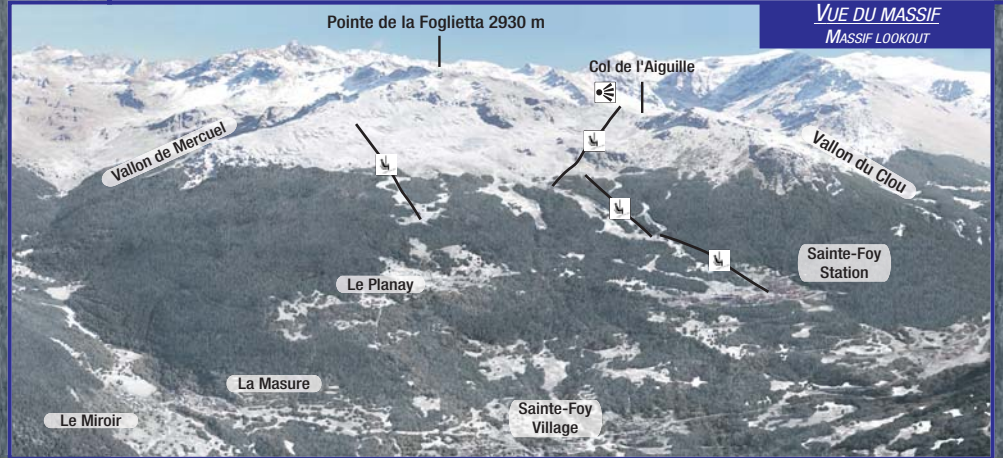 VUE DU MASSIF
MASSIF LOOKOUT
Pointe de la Foglietta 2930 m
Col de l'Aiguille
Vallon de Mercuel
Vallon du Clou
Sainte-Foy
Station
Le Planay
La Masure
Le Miroir
Sainte-Foy
Village